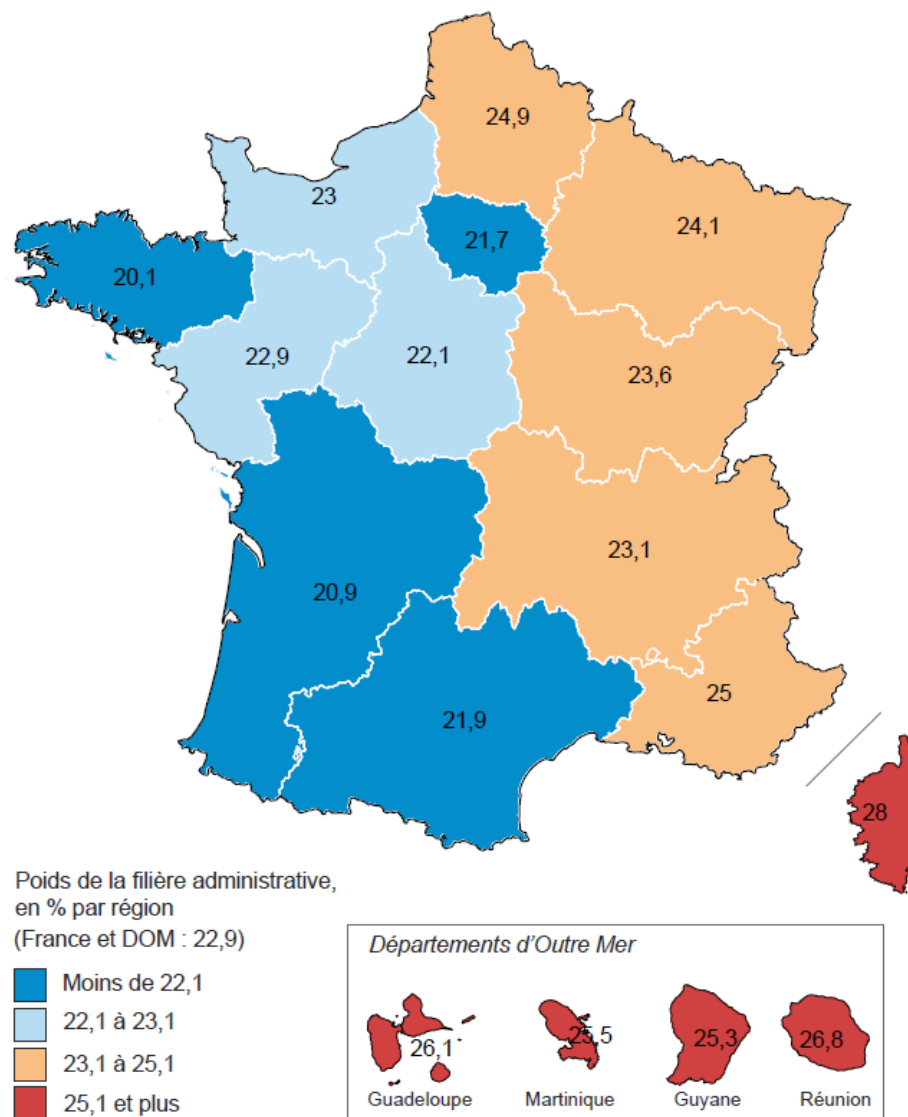 24,9
23
24,1
21,7
20,1
22,9
22,1
23,6
23,1
20,9
25
21,9
28
Poids de la filière administrative,
en % par région
(France et DOM : 22,9)
Moins de 22,1
22,1 à 23,1
23,1 à 25,1
25,1 et plus
Départements d'Outre Mer
26,1
25,5
25,3
26,8
Guadeloupe
Martinique
Guyane
Réunion